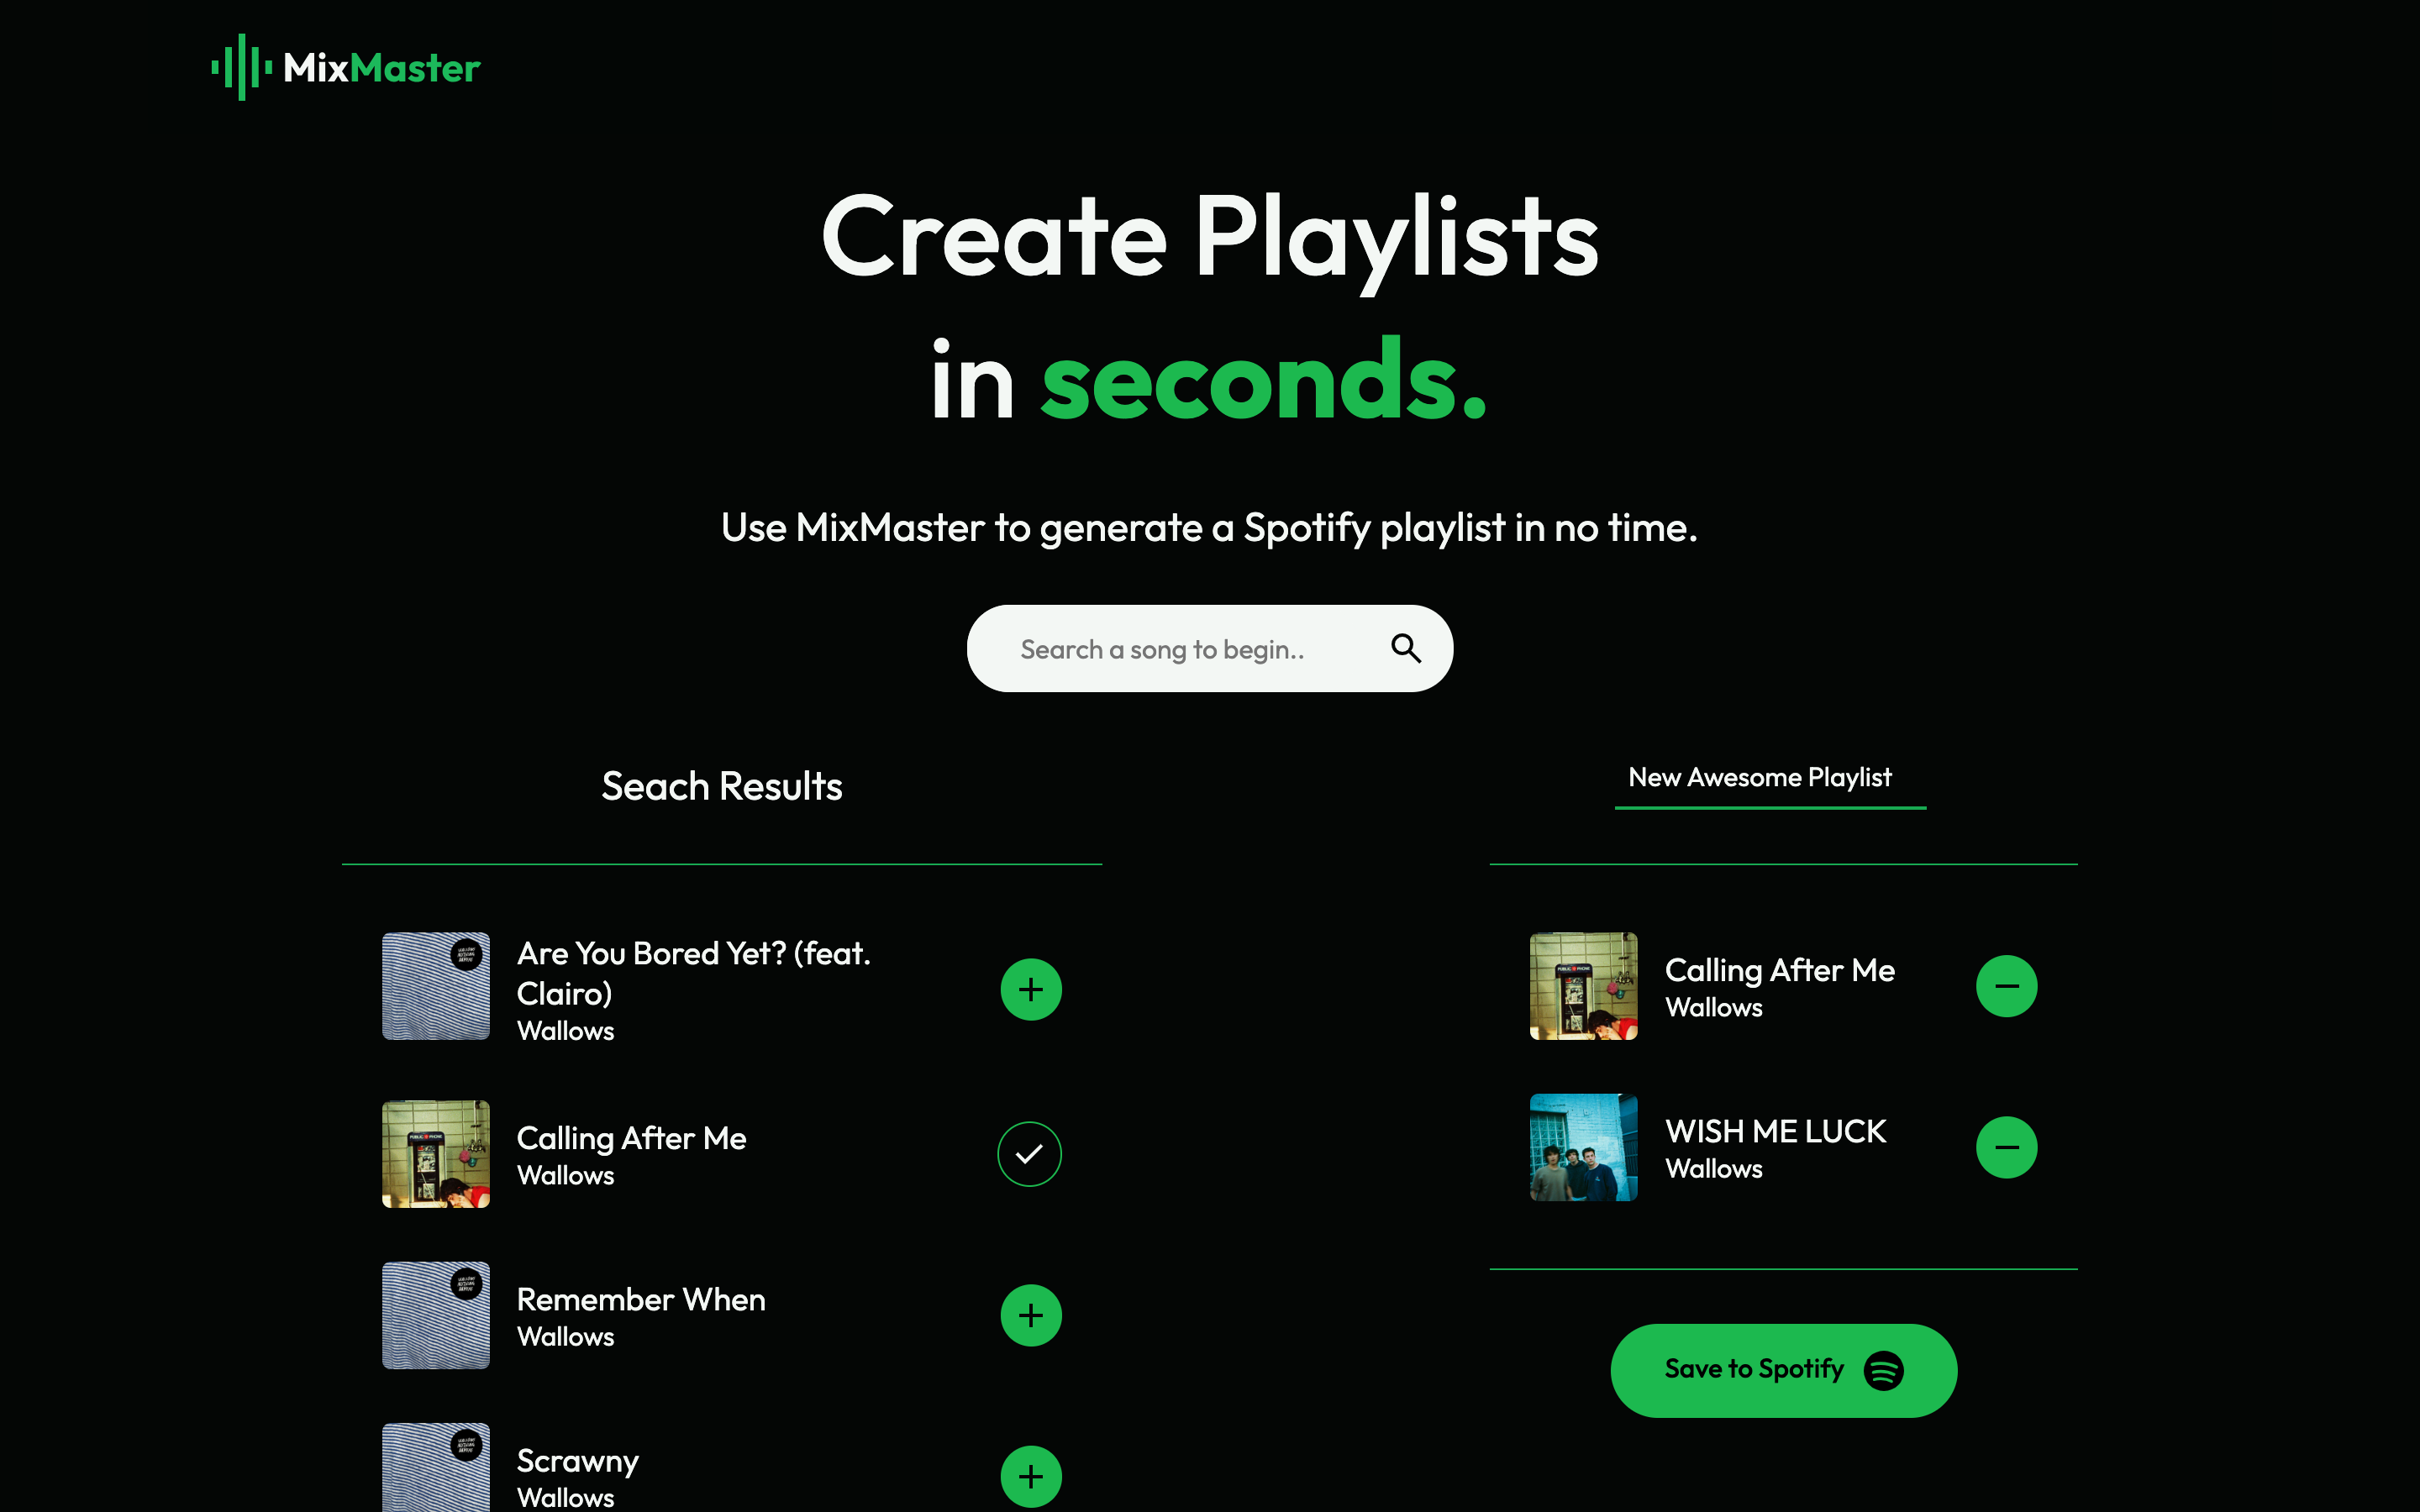 MixMaster
Create Playlists
in seconds.
Use MixMaster to generate a Spotify playlist in no time.
Search a song to begin..
Seach Results
Are You Bored Yet? (feat.
Clairo)
Wallows
Calling After Me
Wallows
Remember When
Wallows
Scrawny
Wallows
New Awesome Playlist
PUBLIC PHONE
Calling After Me
Wallows
WISH ME LUCK
Wallows
Save to Spotify